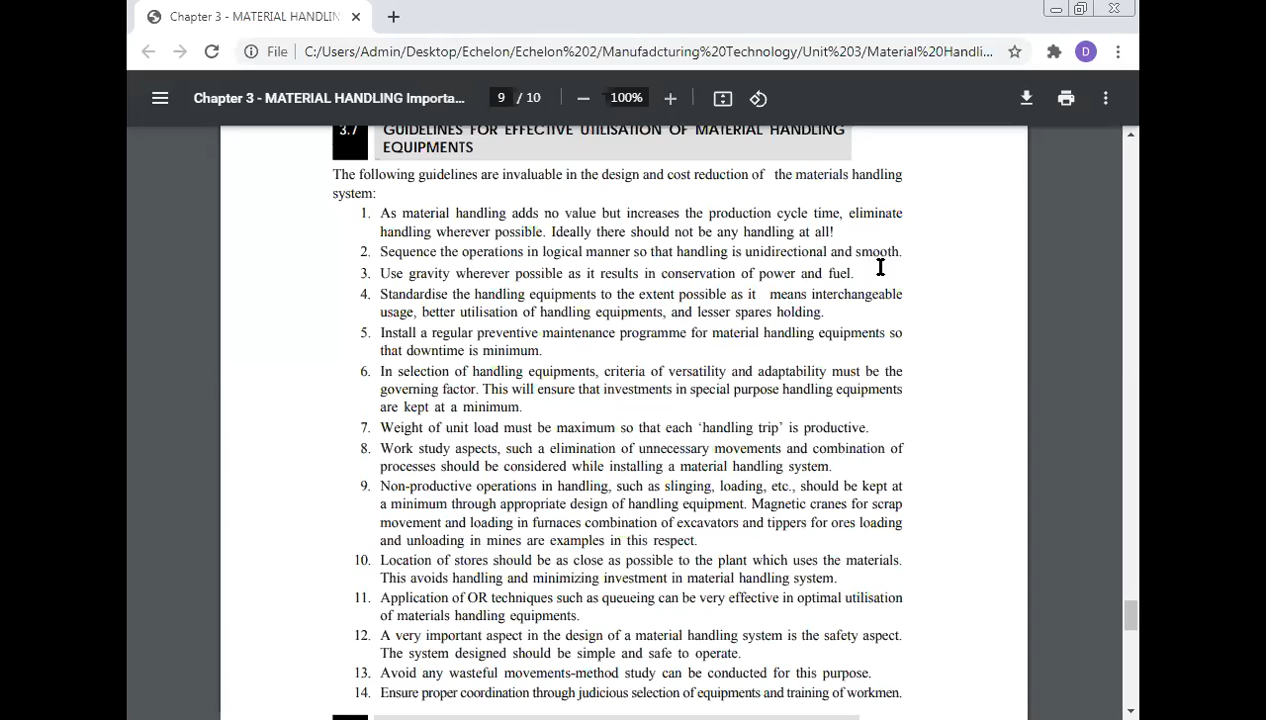 Chapter 3 - MATERIAL HANDLIN
File C:/Users/Admin/Desktop/Echelon/Echelon%202/Manufadcturing%20Technology/Unit%203/Material%20Handli... D
Chapter 3 - MATERIAL HANDLING Importa... 9 / 10 100%
3.7 GUIDELINES FOR EFFECTIVE UTILISATION OF MATERIAL HANDLING
EQUIPMENTS
The following guidelines are invaluable in the design and cost reduction of the materials handling
system:
1. As material handling adds no value but increases the production cycle time, eliminate
handling wherever possible. Ideally there should not be any handling at all!
2. Sequence the operations in logical manner so that handling is unidirectional and smooth.
3. Use gravity wherever possible as it results in conservation of power and fuel.
4. Standardise the handling equipments to the extent possible as it means interchangeable
usage, better utilisation of handling equipments, and lesser spares holding.
5. Install a regular preventive maintenance programme for material handling equipments so
that downtime is minimum.
6. In selection of handling equipments, criteria of versatility and adaptability must be the
governing factor. This will ensure that investments in special purpose handling equipments
are kept at a minimum.
7. Weight of unit load must be maximum so that each ‘handling trip’ is productive.
8. Work study aspects, such a elimination of unnecessary movements and combination of
processes should be considered while installing a material handling system.
9. Non-productive operations in handling, such as slinging, loading, etc., should be kept at
a minimum through appropriate design of handling equipment. Magnetic cranes for scrap
movement and loading in furnaces combination of excavators and tippers for ores loading
and unloading in mines are examples in this respect.
10. Location of stores should be as close as possible to the plant which uses the materials.
This avoids handling and minimizing investment in material handling system.
11. Application of OR techniques such as queueing can be very effective in optimal utilisation
of materials handling equipments.
12. A very important aspect in the design of a material handling system is the safety aspect.
The system designed should be simple and safe to operate.
13. Avoid any wasteful movements-method study can be conducted for this purpose.
14. Ensure proper coordination through judicious selection of equipments and training of workmen.